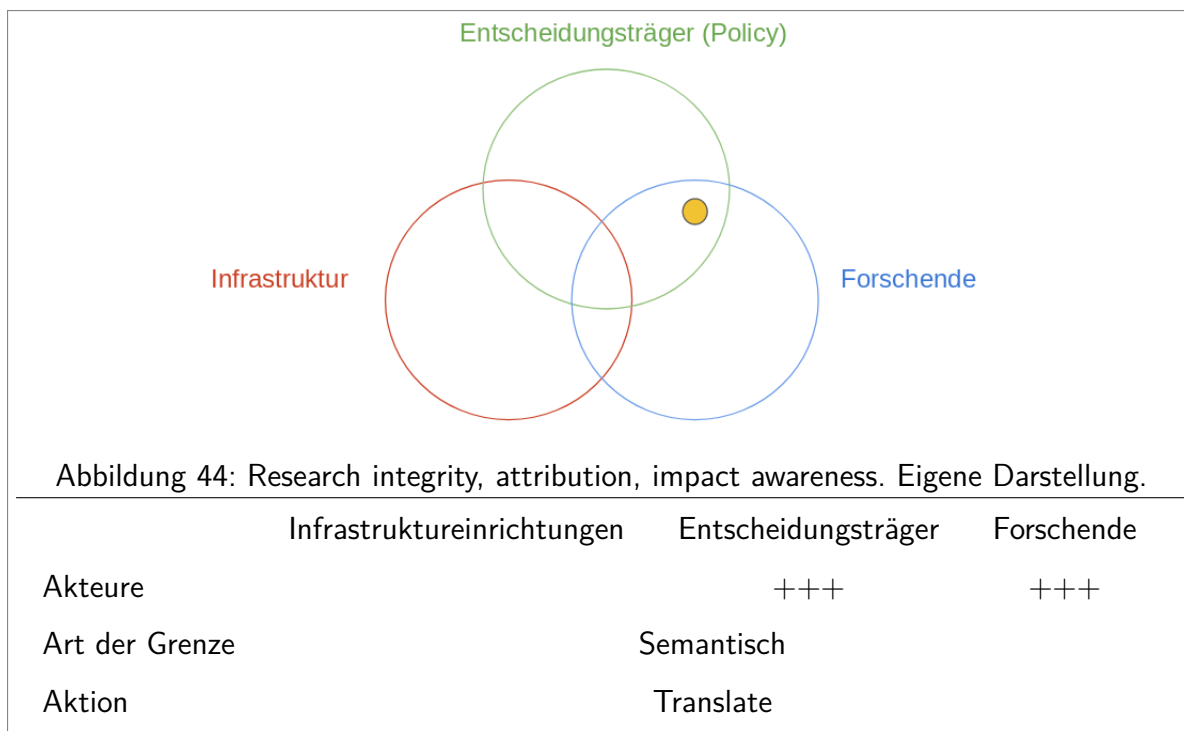 Entscheidungsträger (Policy)
Infrastruktur
Forschende
Abbildung 44: Research integrity, attribution, impact awareness. Eigene Darstellung.
Infrastruktureinrichtungen Entscheidungsträger Forschende
Akteure +++ +++
Art der Grenze Semantisch
Aktion Translate